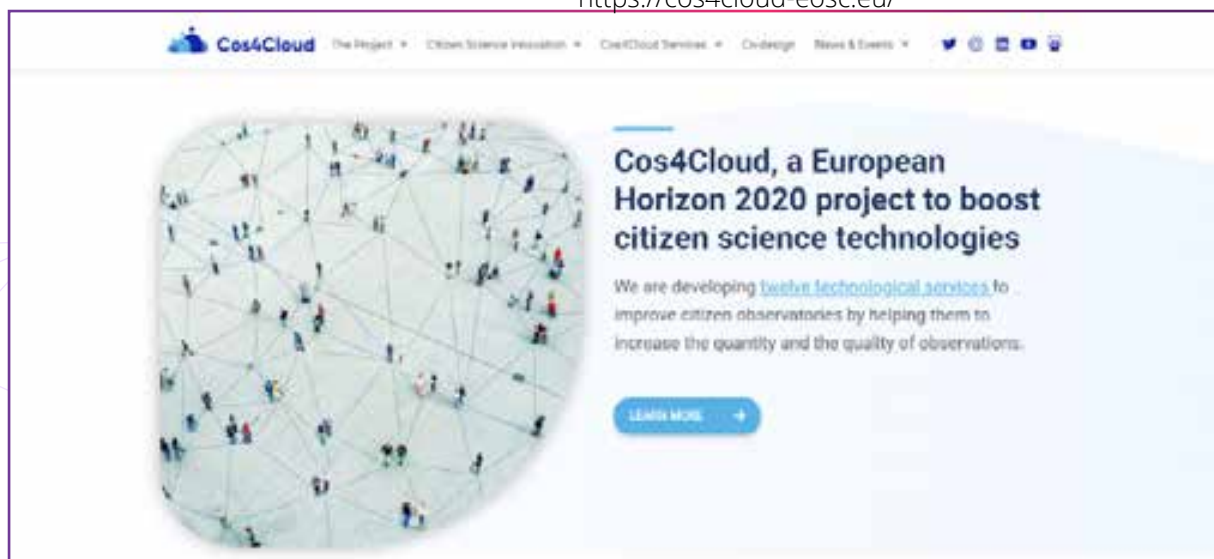 https://cos4cloud-eosc.eu/
Cos4Cloud The Project Citizen Science Innovation Cos4Cloud Services Co-design News & Events
Cos4Cloud, a European
Horizon 2020 project to boost
citizen science technologies
We are developing twelve technological services to
improve citizen observatories by helping them to
increase the quantity and the quality of observations.
LEARN MORE